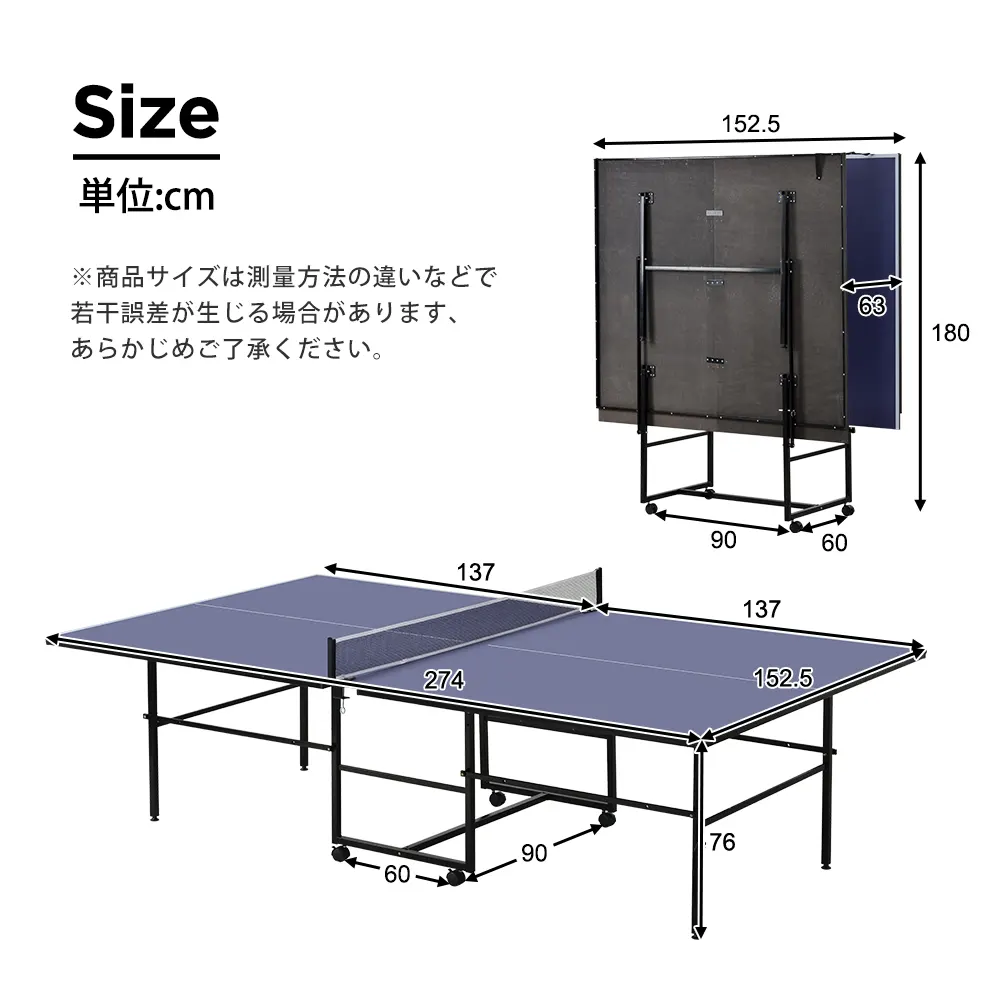 Size
単位:cm
※商品サイズは測量方法の違いなどで
若干誤差が生じる場合があります、
あらかじめご了承ください。
152.5
63
180
90
60
137
137
274
152.5
76
90
60